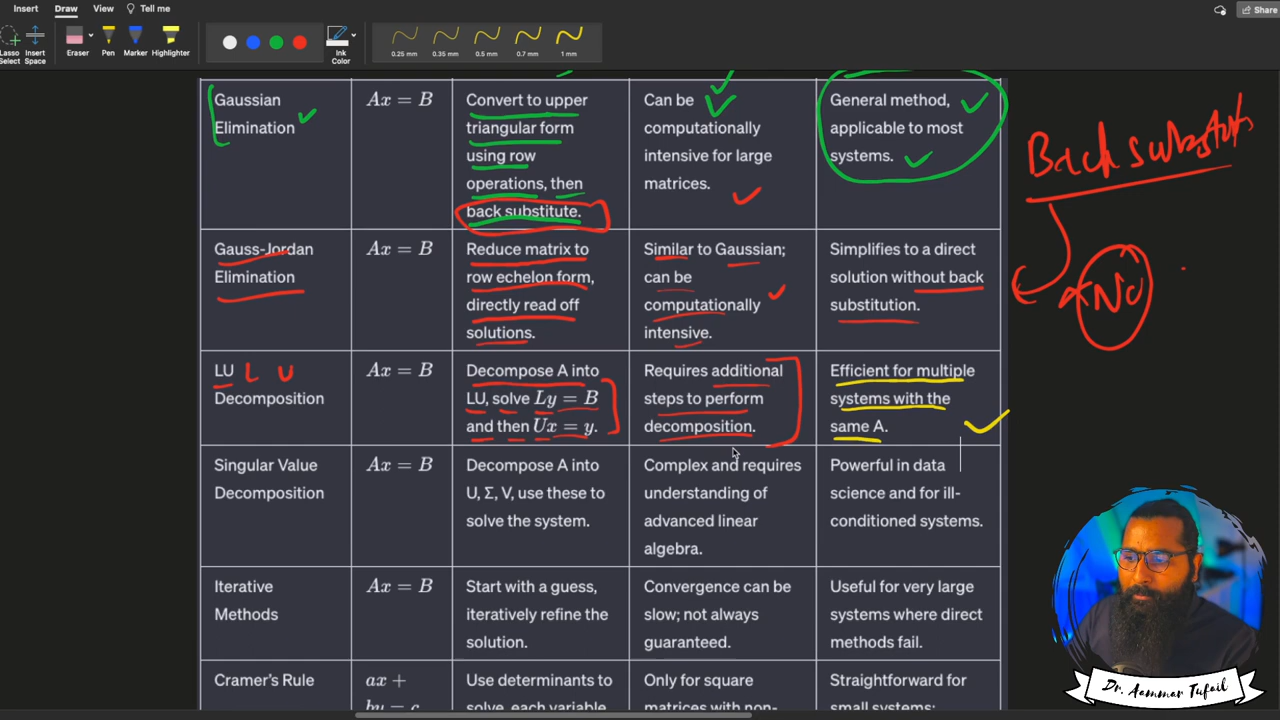 Insert Draw View Tell me
Share
Lasso Select
Insert Space
Eraser
Pen
Marker
Highlighter
Ink Color
0.25 mm
0.35 mm
0.5 mm
0.7 mm
1 mm
Gaussian
Elimination
Ax = B
Convert to upper
triangular form
using row
operations, then
back substitute.
Can be
computationally
intensive for large
matrices.
General method,
applicable to most
systems.
Back
No
Gauss-Jordan
Elimination
Ax = B
Reduce matrix to
row echelon form,
directly read off
solutions.
Similar to Gaussian;
can be
computationally
intensive.
Simplifies to a direct
solution without back
substitution.
LU L U
Decomposition
Ax = B
Decompose A into
LU, solve Ly = B
and then Ux = y.
Requires additional
steps to perform
decomposition.
Efficient for multiple
systems with the
same A.
Singular Value
Decomposition
Ax = B
Decompose A into
U, Σ, V, use these to
solve the system.
Complex and requires
understanding of
advanced linear
algebra.
Powerful in data
science and for ill-
conditioned systems.
Iterative
Methods
Ax = B
Start with a guess,
iteratively refine the
solution.
Convergence can be
slow; not always
guaranteed.
Useful for very large
systems where direct
methods fail.
Cramer's Rule
ax +
by = c
Use determinants to
solve, each variable
Only for square
matrices with non-
Straightforward for
small systems;
Dr. Aammar Tufail